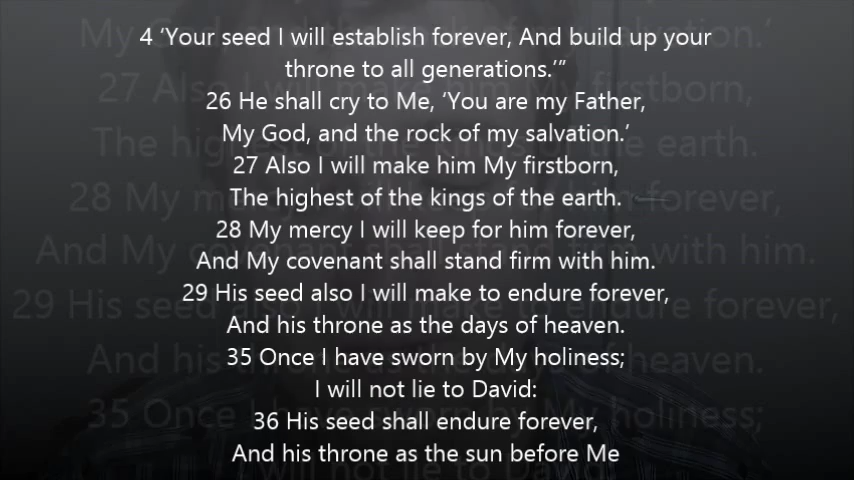 4 ‘Your seed I will establish forever, And build up your
throne to all generations.’”
26 He shall cry to Me, ‘You are my Father,
My God, and the rock of my salvation.’
27 Also I will make him My firstborn,
The highest of the kings of the earth.
28 My mercy I will keep for him forever,
And My covenant shall stand firm with him.
29 His seed also I will make to endure forever,
And his throne as the days of heaven.
35 Once I have sworn by My holiness;
I will not lie to David:
36 His seed shall endure forever,
And his throne as the sun before Me